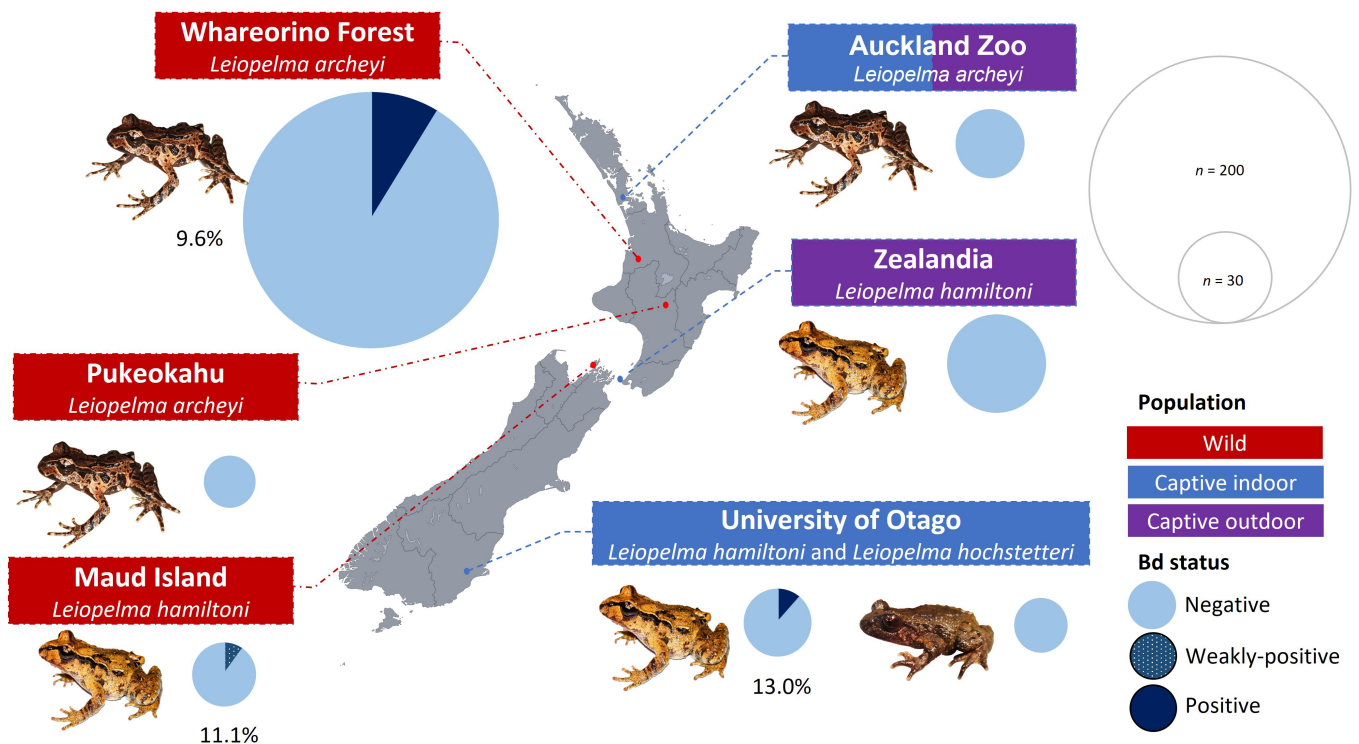 Whareorino Forest
Leiopelma archeyi
9.6%
Auckland Zoo
Leiopelma archeyi
n = 200
n = 30
Zealandia
Leiopelma hamiltoni
Pukeokahu
Leiopelma archeyi
Maud Island
Leiopelma hamiltoni
11.1%
University of Otago
Leiopelma hamiltoni and Leiopelma hochstetteri
13.0%
Population
Wild
Captive indoor
Captive outdoor
Bd status
Negative
Weakly-positive
Positive